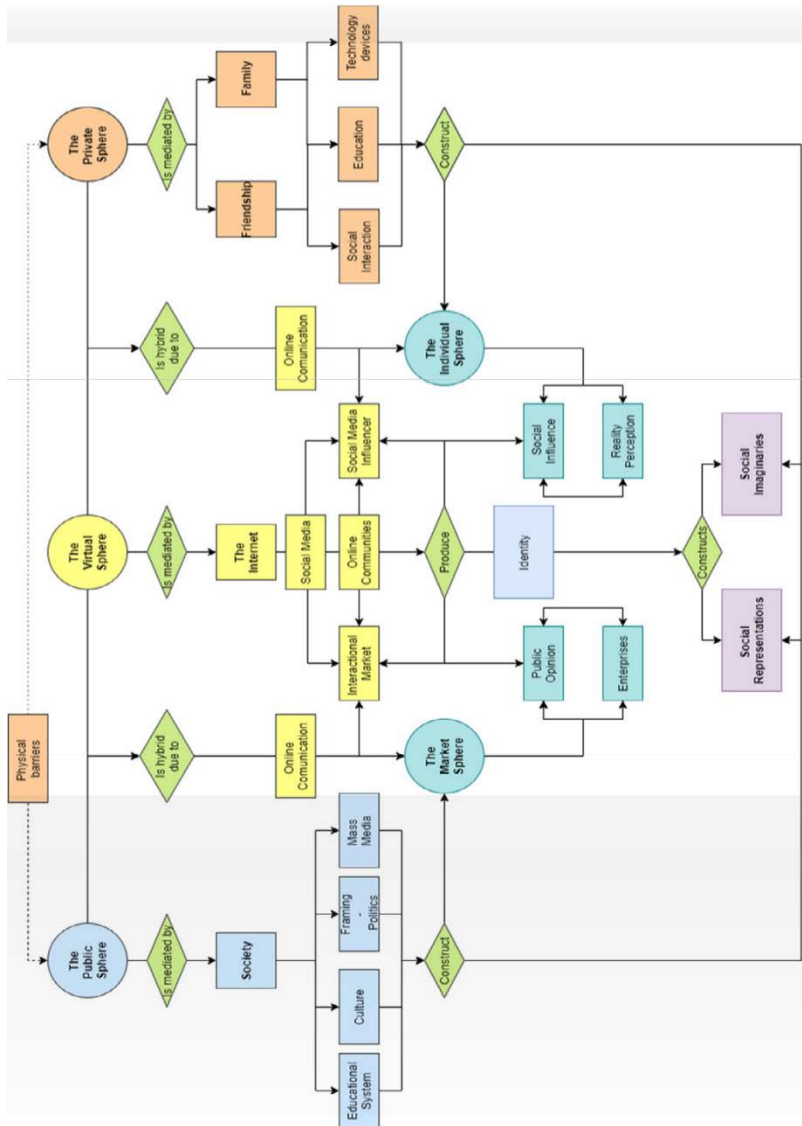 Physical
barriers
The
Public
Sphere
The
Virtual
Sphere
The
Private
Sphere
Is mediated by
Is hybrid
due to
Is mediated by
Is hybrid
due to
Is mediated by
Society
Online
Comunication
The
Internet
Online
Comunication
Friendship
Family
Social Media
Educational
System
Culture
Framing
-
Politics
Mass
Media
Interactional
Market
Online
Communities
Social Media
Influencer
Social
Interaction
Education
Technology
devices
Construct
The
Market
Sphere
Produce
The
Individual
Sphere
Construct
Public
Opinion
Identity
Social
Influence
Enterprises
Reality
Perception
Constructs
Social
Representations
Social
Imaginaries